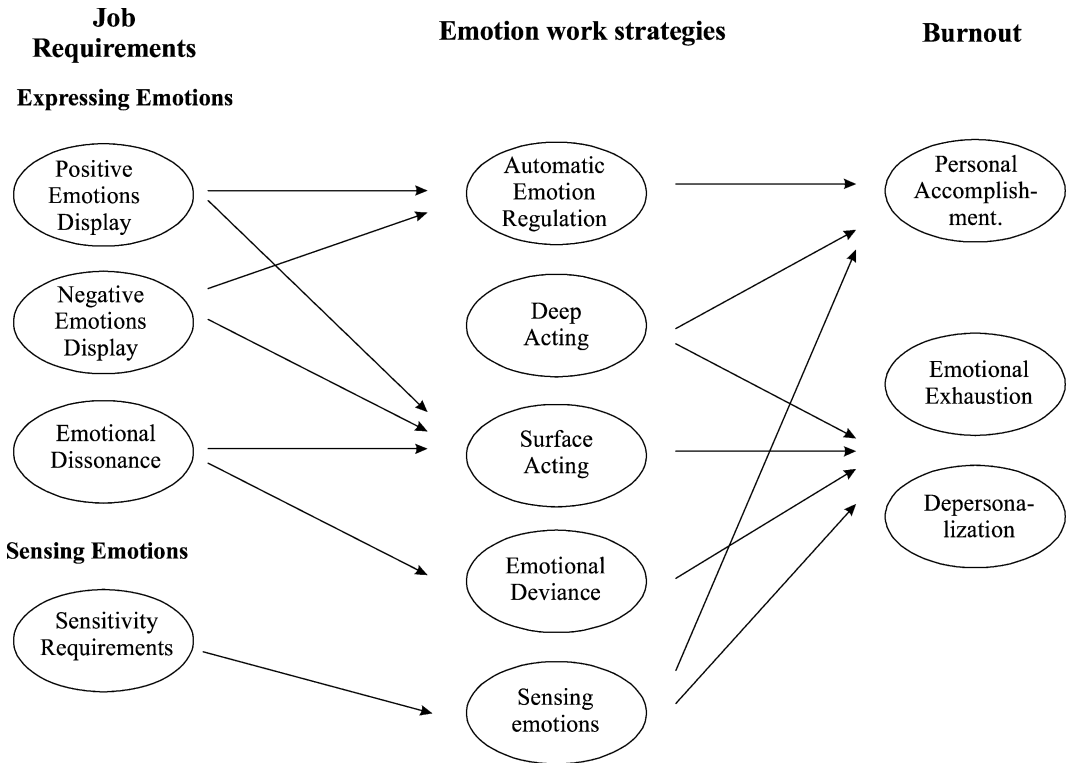 Job
Requirements
Emotion work strategies
Burnout
Expressing Emotions
Positive
Emotions
Display
Automatic
Emotion
Regulation
Personal
Accomplish-
ment.
Negative
Emotions
Display
Deep
Acting
Emotional
Exhaustion
Emotional
Dissonance
Surface
Acting
Depersona-
lization
Sensing Emotions
Emotional
Deviance
Sensitivity
Requirements
Sensing
emotions